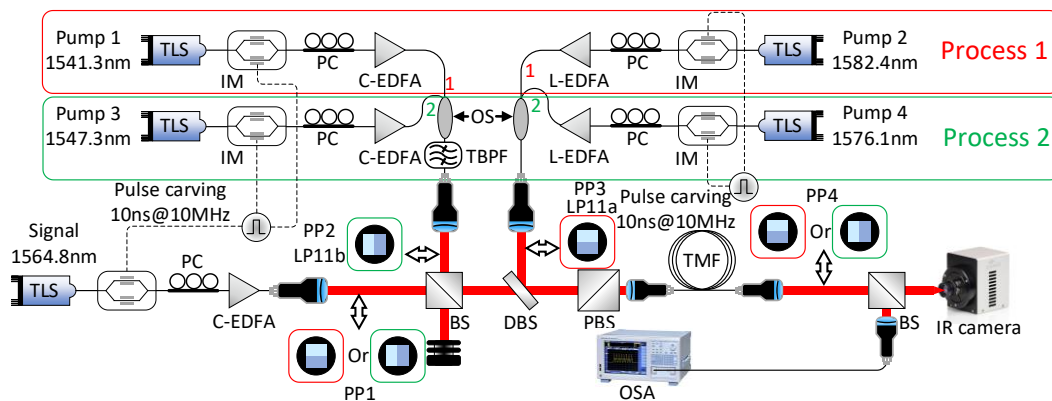 Pump 1
1541.3nm
TLS
IM
PC
C-EDFA
1
1
L-EDFA
PC
IM
TLS
Pump 2
1582.4nm
Process 1
Pump 3
1547.3nm
TLS
IM
PC
C-EDFA
2
OS
2
L-EDFA
PC
IM
TLS
Pump 4
1576.1nm
Process 2
TBPF
Pulse carving
10ns@10MHz
PP2
LP11b
PP3
LP11a
Pulse carving
10ns@10MHz
PP4
Or
Signal
1564.8nm
TLS
PC
C-EDFA
BS
DBS
PBS
TMF
BS
IR camera
Or
PP1
OSA